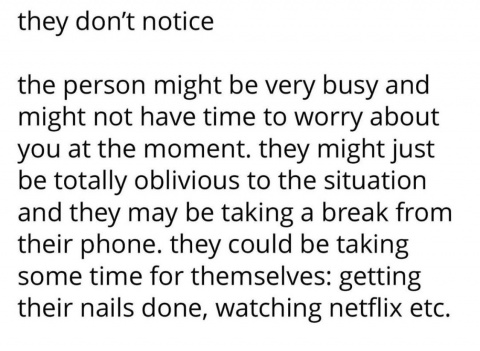 they don’t notice
the person might be very busy and
might not have time to worry about
you at the moment. they might just
be totally oblivious to the situation
and they may be taking a break from
their phone. they could be taking
some time for themselves: getting
their nails done, watching netflix etc.